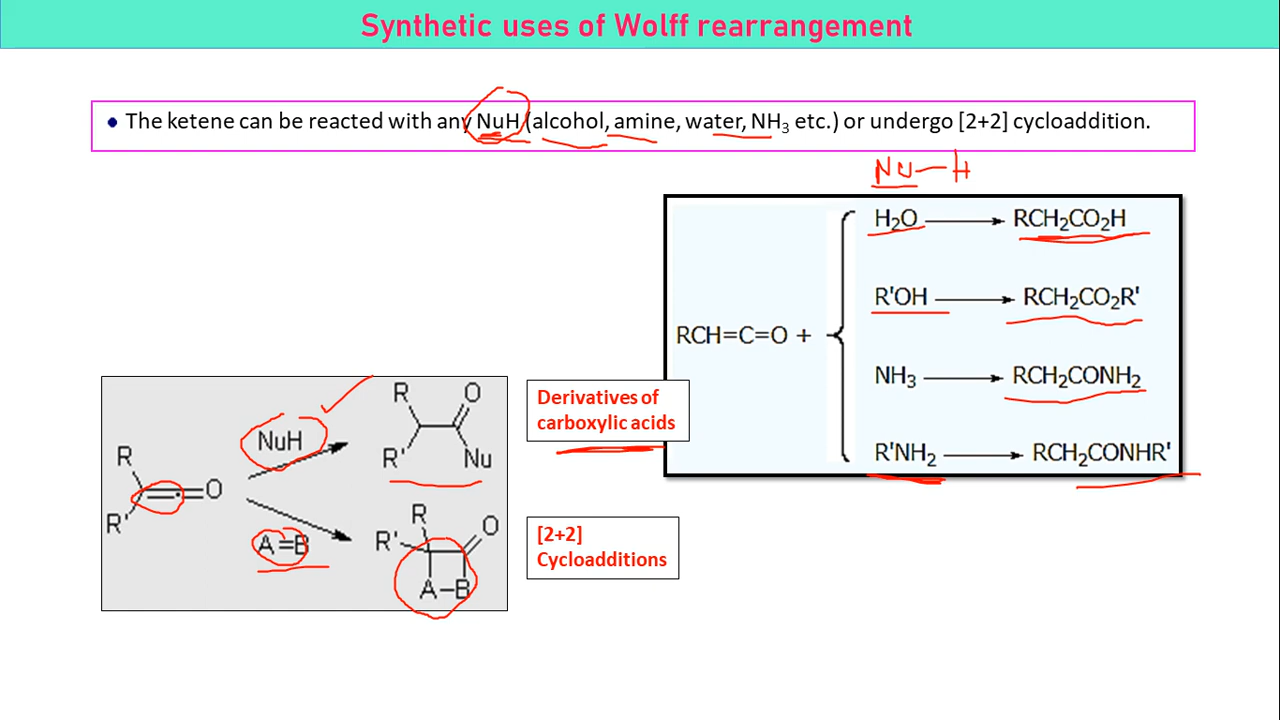 Synthetic uses of Wolff rearrangement
• The ketene can be reacted with any NuH (alcohol, amine, water, NH₃ etc.) or undergo [2+2] cycloaddition.
Nu—H
H₂O ⟶ RCH₂CO₂H
R'OH ⟶ RCH₂CO₂R'
RCH=C=O +
NH₃ ⟶ RCH₂CONH₂
R'NH₂ ⟶ RCH₂CONHR'
R
R'
O
NuH
R
R'
O
Nu
Derivatives of
carboxylic acids
A=B
R
R'
O
A–B
[2+2]
Cycloadditions